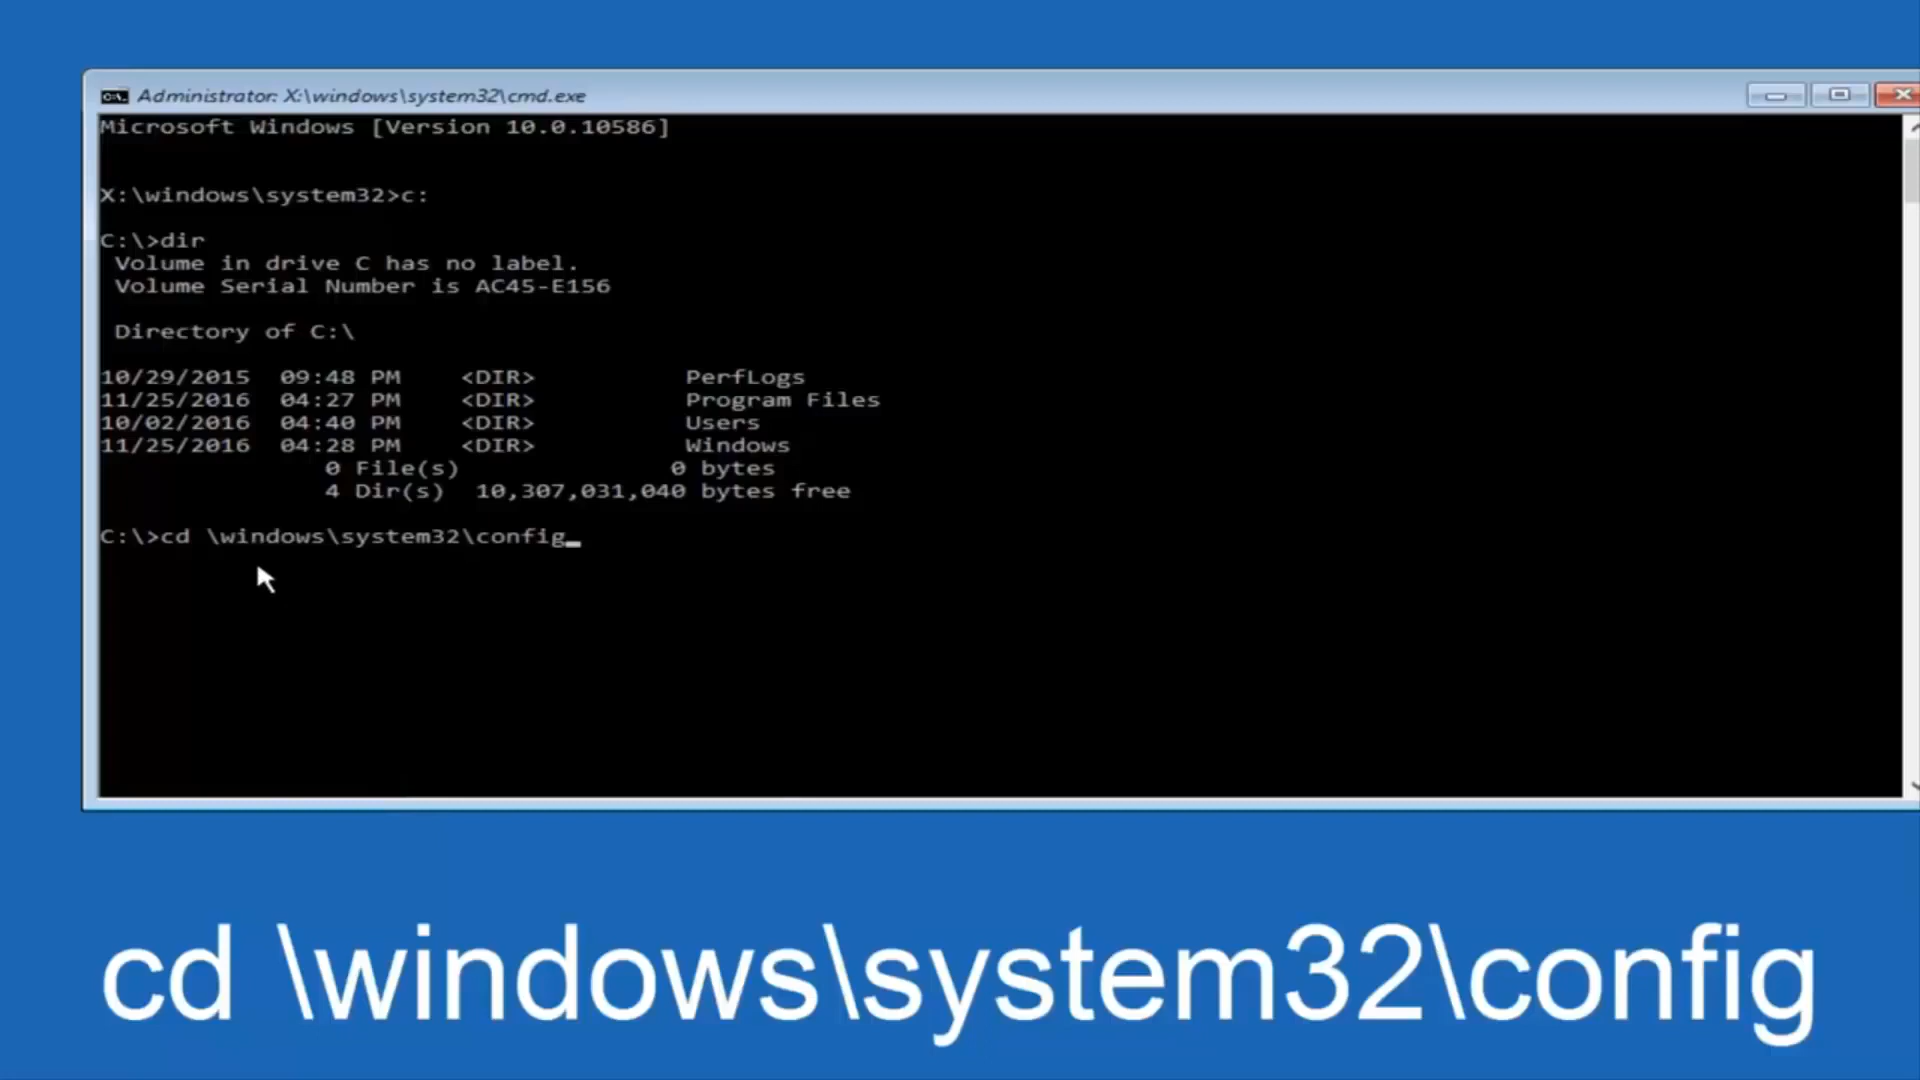 Administrator: X:\windows\system32\cmd.exe
Microsoft Windows [Version 10.0.10586]
X:\windows\system32>c:
C:\>dir
Volume in drive C has no label.
Volume Serial Number is AC45-E156
Directory of C:\
10/29/2015 09:48 PM <DIR> PerfLogs
11/25/2016 04:27 PM <DIR> Program Files
10/02/2016 04:40 PM <DIR> Users
11/25/2016 04:28 PM <DIR> Windows
0 File(s) 0 bytes
4 Dir(s) 10,307,031,040 bytes free
C:\>cd \windows\system32\config
cd \windows\system32\config